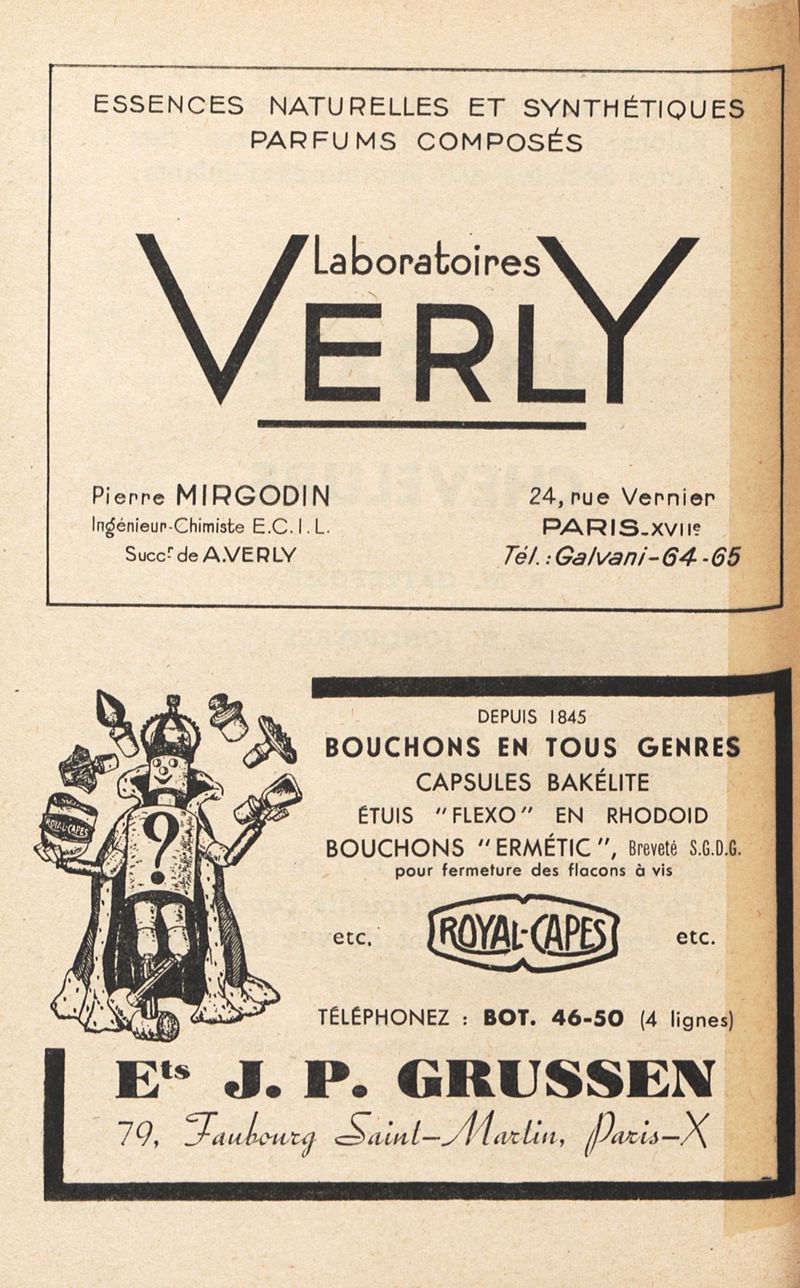 ESSENCES NATURELLES ET SYNTHÉTIQUES
PARFUMS COMPOSÉS
Laboratoires
VERLY
Pierre MIRGODIN
Ingénieur-Chimiste E.C.I.L.
Succr de A.VERLY
24, rue Vernier
PARIS-XVIIe
Tél.: Galvani-64-65
DEPUIS 1845
BOUCHONS EN TOUS GENRES
CAPSULES BAKÉLITE
ÉTUIS "FLEXO" EN RHODOID
BOUCHONS "ERMÉTIC", Breveté S.G.D.G.
pour fermeture des flacons à vis
etc. ROYAL-CAPES etc.
ROYAL-CAPES
?
TÉLÉPHONEZ : BOT. 46-50 (4 lignes)
Ets J. P. GRUSSEN
79, Faubourg Saint-Martin, Paris-X